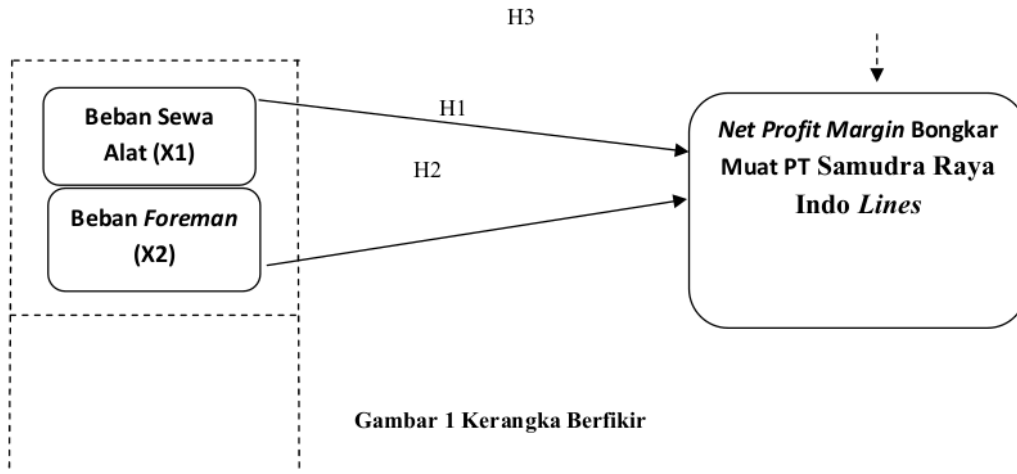 H3
Beban Sewa
Alat (X1)
H1
H2
Beban Foreman
(X2)
Net Profit Margin Bongkar
Muat PT Samudra Raya
Indo Lines
Gambar 1 Kerangka Berfikir